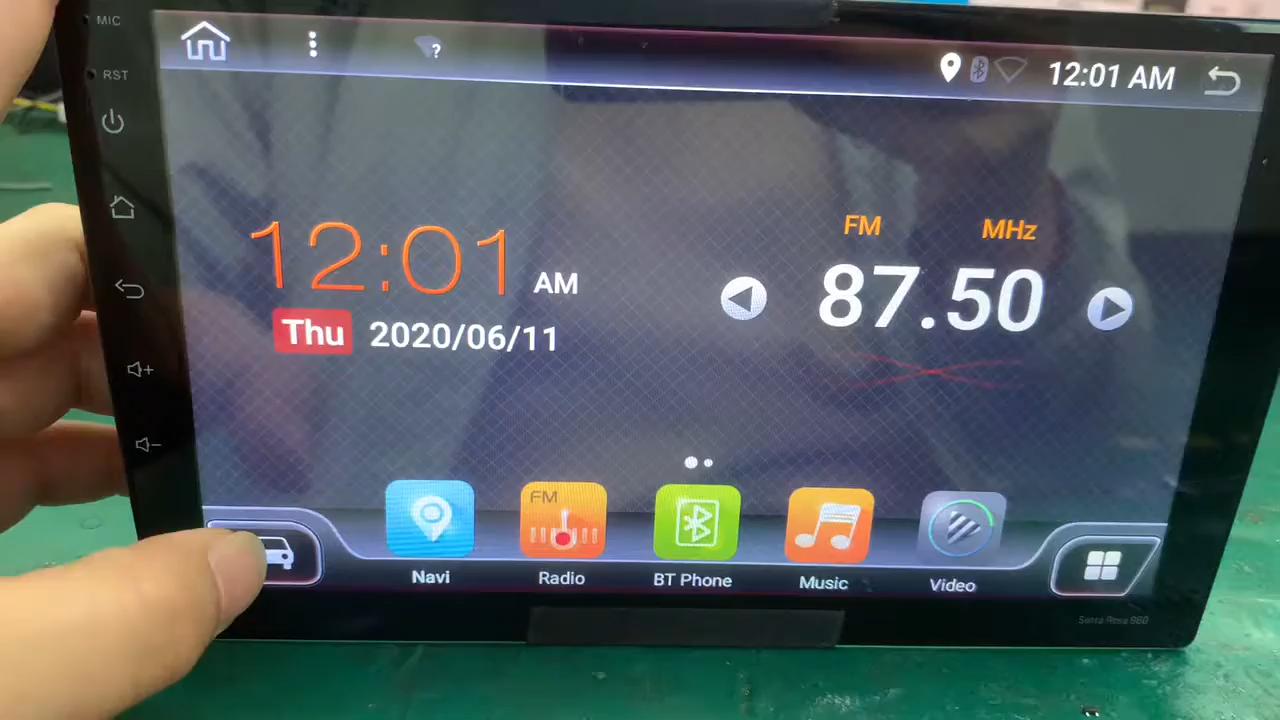 MIC
12:01 AM
RST
FM MHz
12:01 AM
87.50
Thu 2020/06/11
FM
Navi Radio BT Phone Music Video